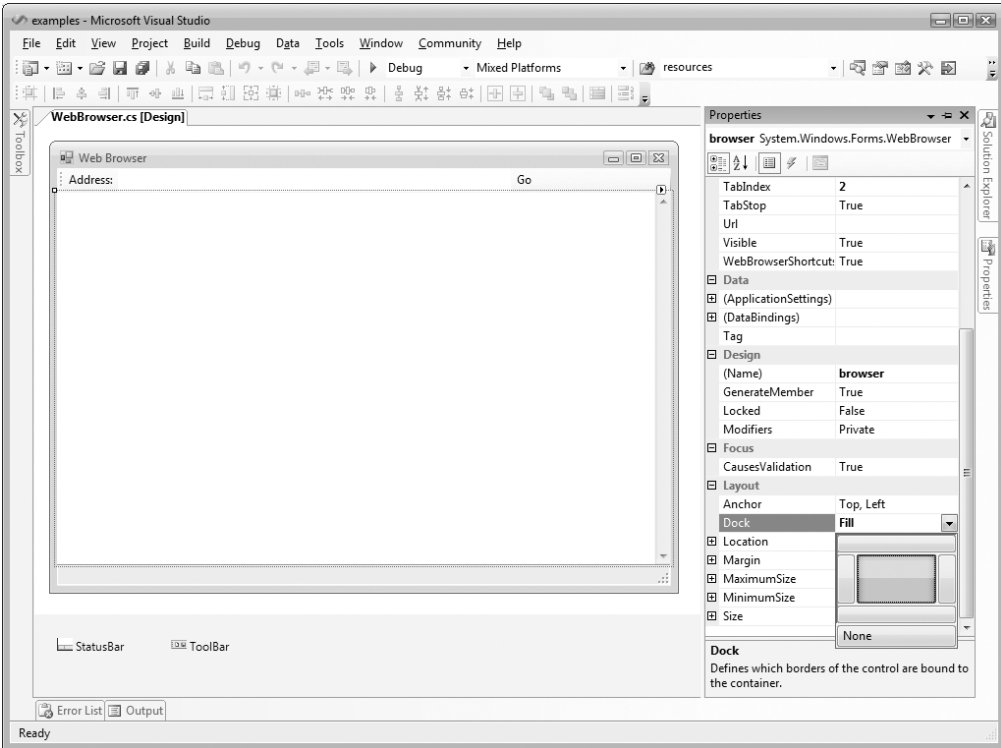 examples - Microsoft Visual Studio
File Edit View Project Build Debug Data Tools Window Community Help
Debug Mixed Platforms resources
Toolbox
WebBrowser.cs [Design]
Web Browser
Address: Go
StatusBar ToolBar
Properties
browser System.Windows.Forms.WebBrowser
TabIndex 2
TabStop True
Url
Visible True
WebBrowserShortcuts True
Data
(ApplicationSettings)
(DataBindings)
Tag
Design
(Name) browser
GenerateMember True
Locked False
Modifiers Private
Focus
CausesValidation True
Layout
Anchor Top, Left
Dock Fill
Location
Margin
MaximumSize
MinimumSize
Size
None
Dock
Defines which borders of the control are bound to
the container.
Solution Explorer
Properties
Error List Output
Ready